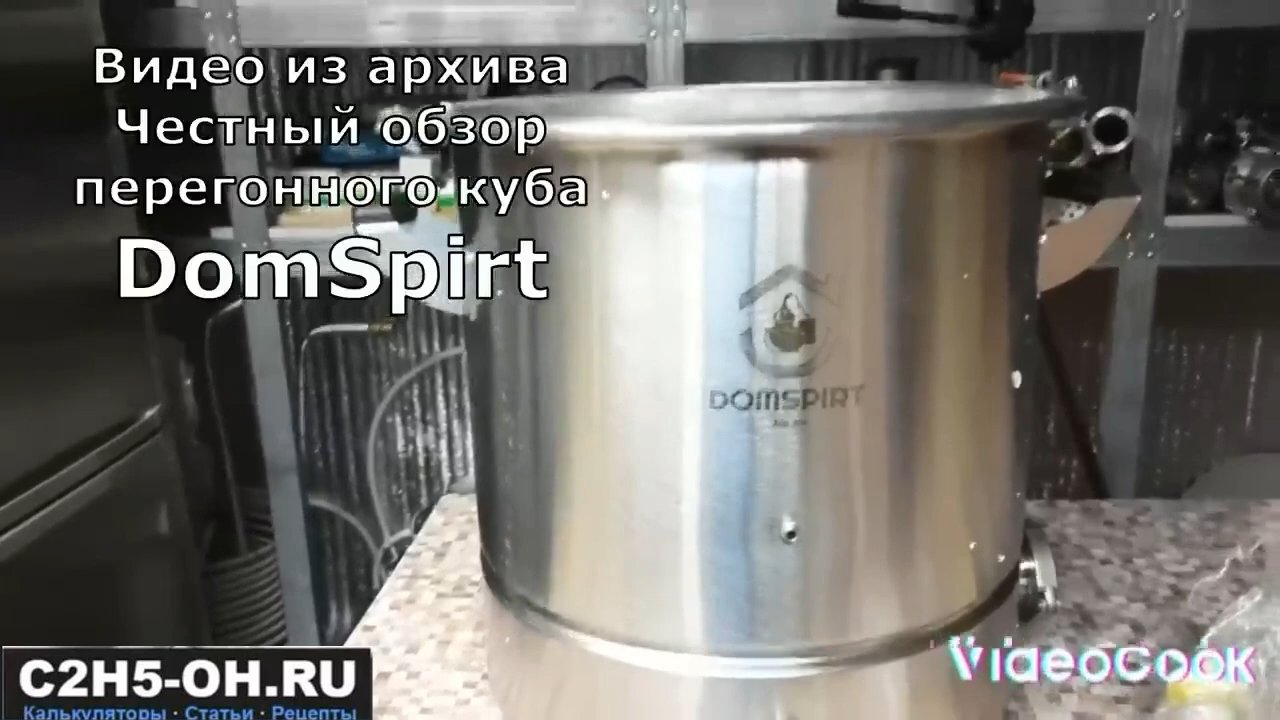 Видео из архива
Честный обзор
перегонного куба
DomSpirt
DOMSPIRT
C2H5-OH.RU
Калькуляторы · Статьи · Рецепты
VideoCook